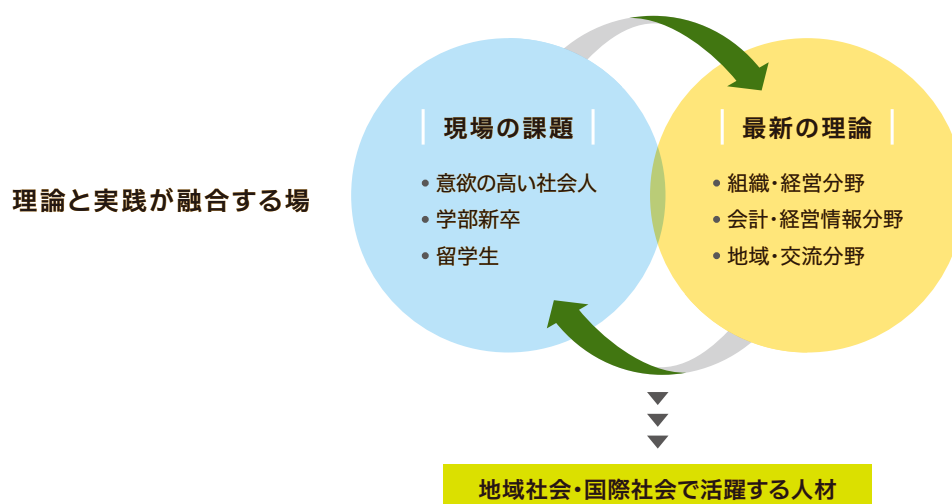 理論と実践が融合する場
現場の課題
• 意欲の高い社会人
• 学部新卒
• 留学生
最新の理論
• 組織・経営分野
• 会計・経営情報分野
• 地域・交流分野
地域社会・国際社会で活躍する人材